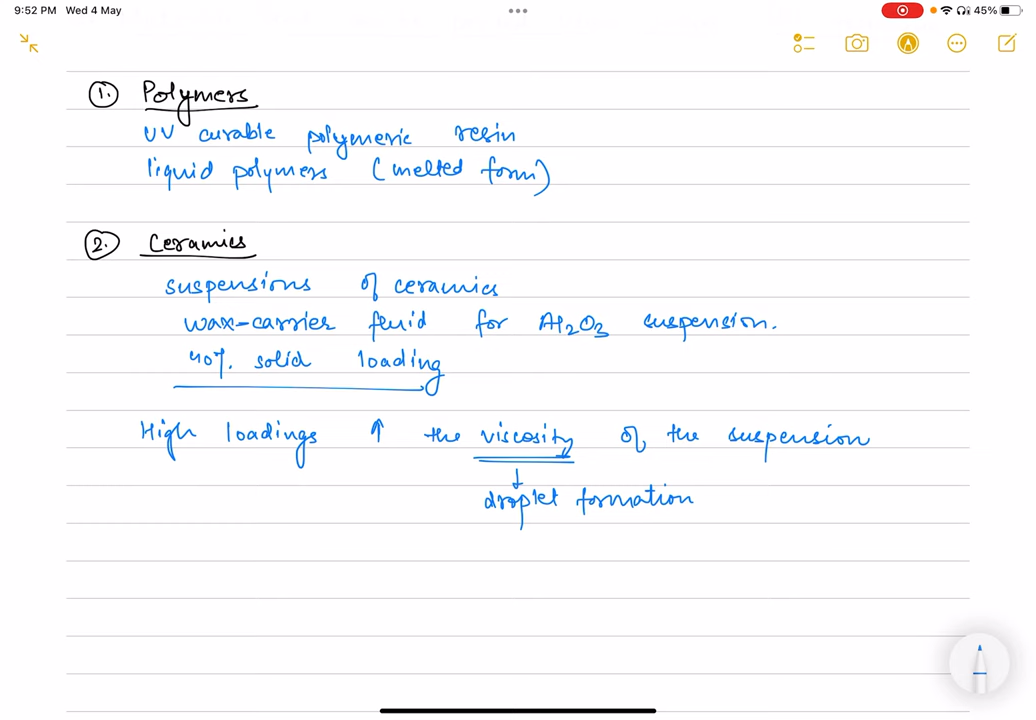 9:52 PM Wed 4 May
45%
1. Polymers
UV curable polymeric resin
liquid polymers (melted form)
2. Ceramics
suspensions of ceramics
wax-carrier fluid for Al2O3 suspension.
40% solid loading
High loadings ↑ the viscosity of the suspension
↓
droplet formation